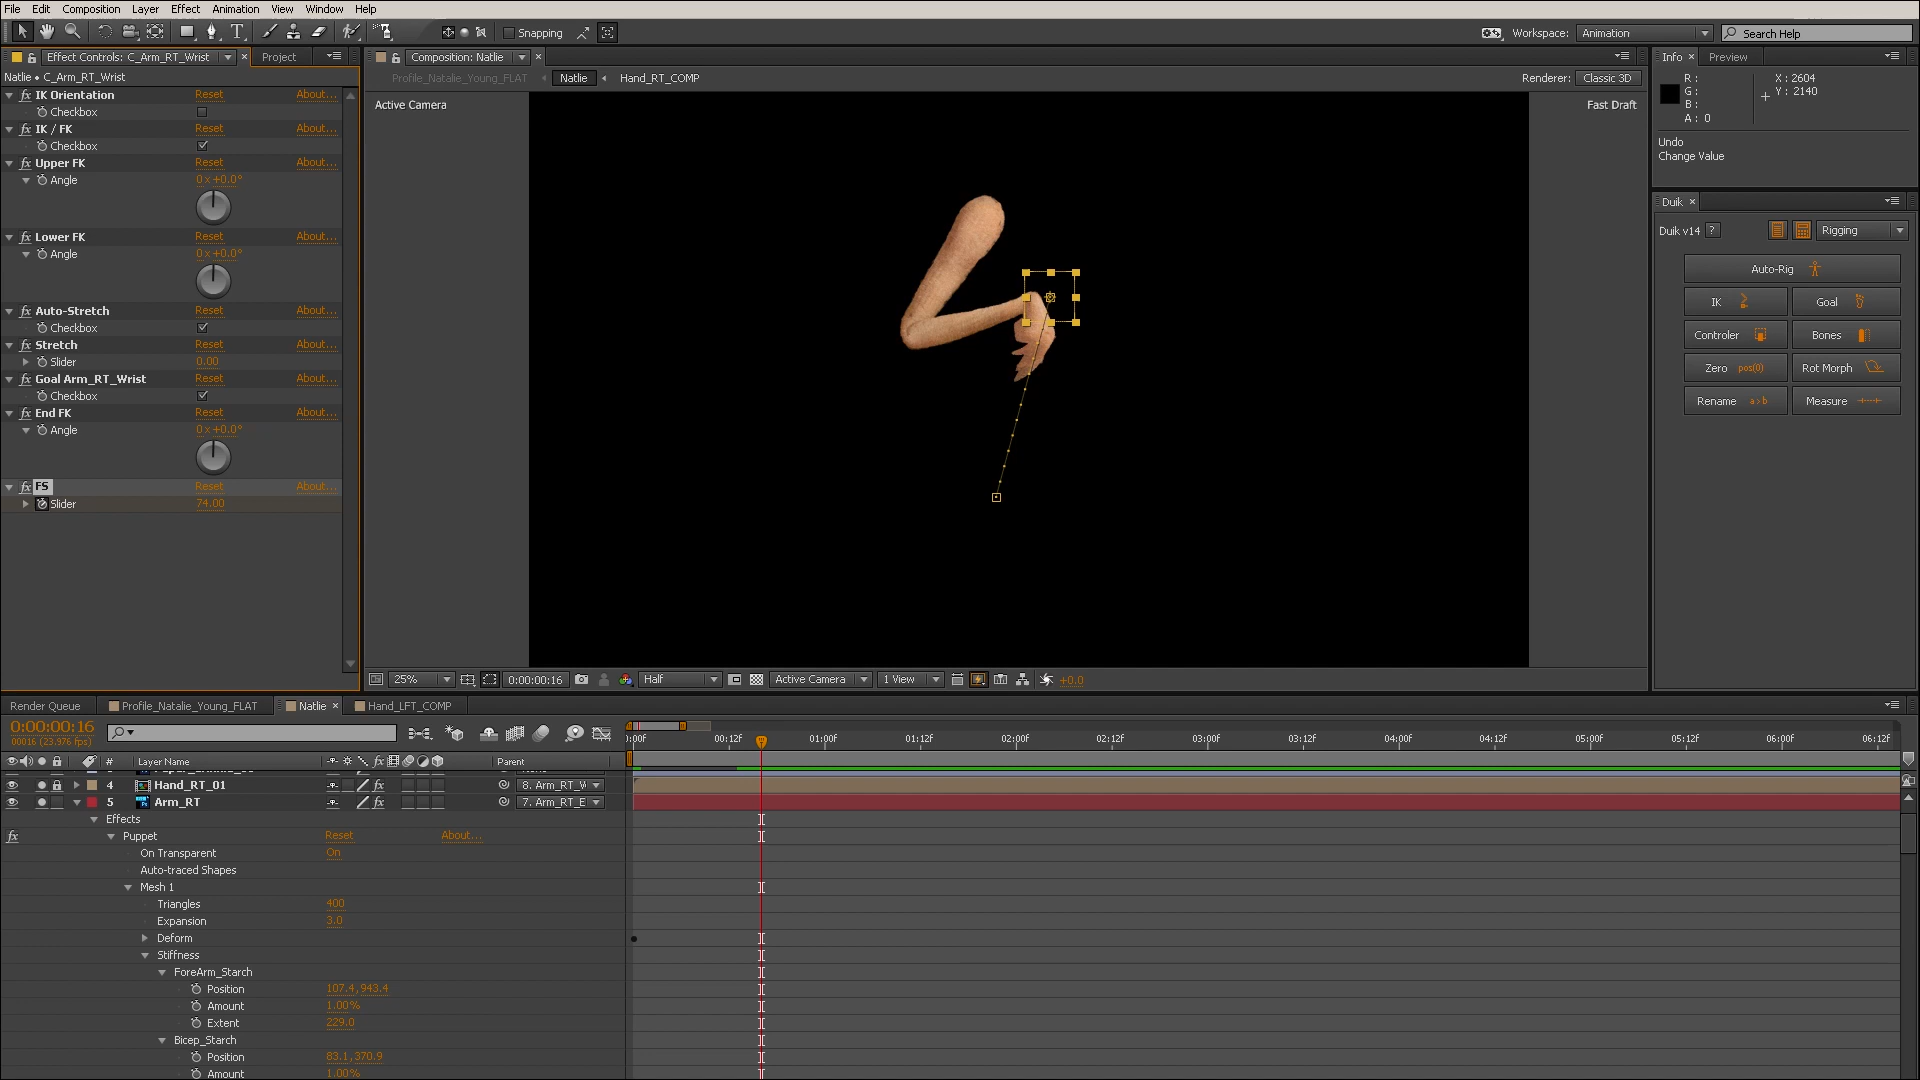 File Edit Composition Layer Effect Animation View Window Help
Snapping
Workspace: Animation
Search Help
Effect Controls: C_Arm_RT_Wrist
Project
Natlie • C_Arm_RT_Wrist
IK Orientation Reset About...
Checkbox
IK / FK Reset About...
Checkbox
Upper FK Reset About...
Angle 0 x +0.0°
Lower FK Reset About...
Angle 0 x +0.0°
Auto-Stretch Reset About...
Checkbox
Stretch Reset About...
Slider 0.00
Goal Arm_RT_Wrist Reset About...
Checkbox
End FK Reset About...
Angle 0 x +0.0°
FS Reset About...
Slider 74.00
Composition: Natlie
Profile_Natalie_Young_FLAT Natlie Hand_RT_COMP
Renderer: Classic 3D
Active Camera
Fast Draft
25% 0:00:00:16 Half Active Camera 1 View +0.0
Info Preview
R : X : 2604
G : Y : 2140
B :
A : 0
Undo
Change Value
Duik
Duik v14 ? Rigging
Auto-Rig
IK Goal
Controler Bones
Zero pos(0) Rot Morph
Rename a>b Measure
Render Queue Profile_Natalie_Young_FLAT Natlie Hand_LFT_COMP
0:00:00:16
00016 (23.976 fps)
:00F 00:12F 01:00F 01:12F 02:00F 02:12F 03:00F 03:12F 04:00F 04:12F 05:00F 05:12F 06:00F 06:12F
# Layer Name fx Parent
4 Hand_RT_01 fx 8. Arm_RT_W
5 Arm_RT fx 7. Arm_RT_E
Effects
fx Puppet Reset About...
On Transparent On
Auto-traced Shapes
Mesh 1
Triangles 400
Expansion 3.0
Deform
Stiffness
ForeArm_Starch
Position 107.4,943.4
Amount 1.00%
Extent 229.0
Bicep_Starch
Position 83.1,370.9
Amount 1.00%